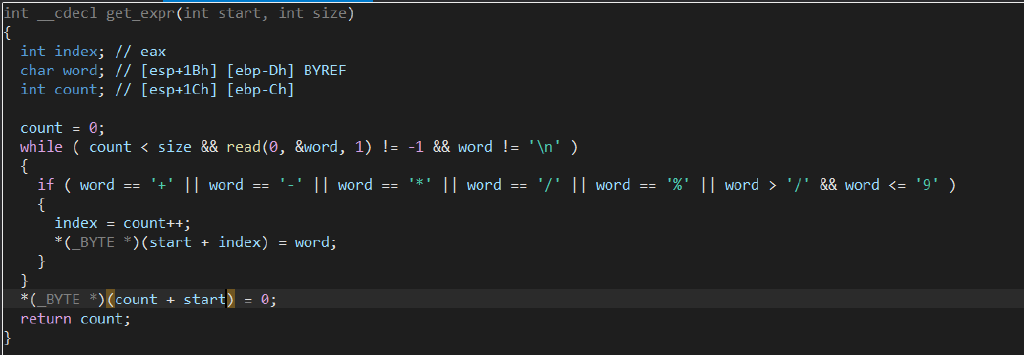 int __cdecl get_expr(int start, int size)
{
  int index; // eax
  char word; // [esp+1Bh] [ebp-Dh] BYREF
  int count; // [esp+1Ch] [ebp-Ch]

  count = 0;
  while ( count < size && read(0, &word, 1) != -1 && word != '\n' )
  {
    if ( word == '+' || word == '-' || word == '*' || word == '/' || word == '%' || word > '/' && word <= '9' )
    {
      index = count++;
      *(_BYTE *)(start + index) = word;
    }
  }
  *(_BYTE *)(count + start) = 0;
  return count;
}